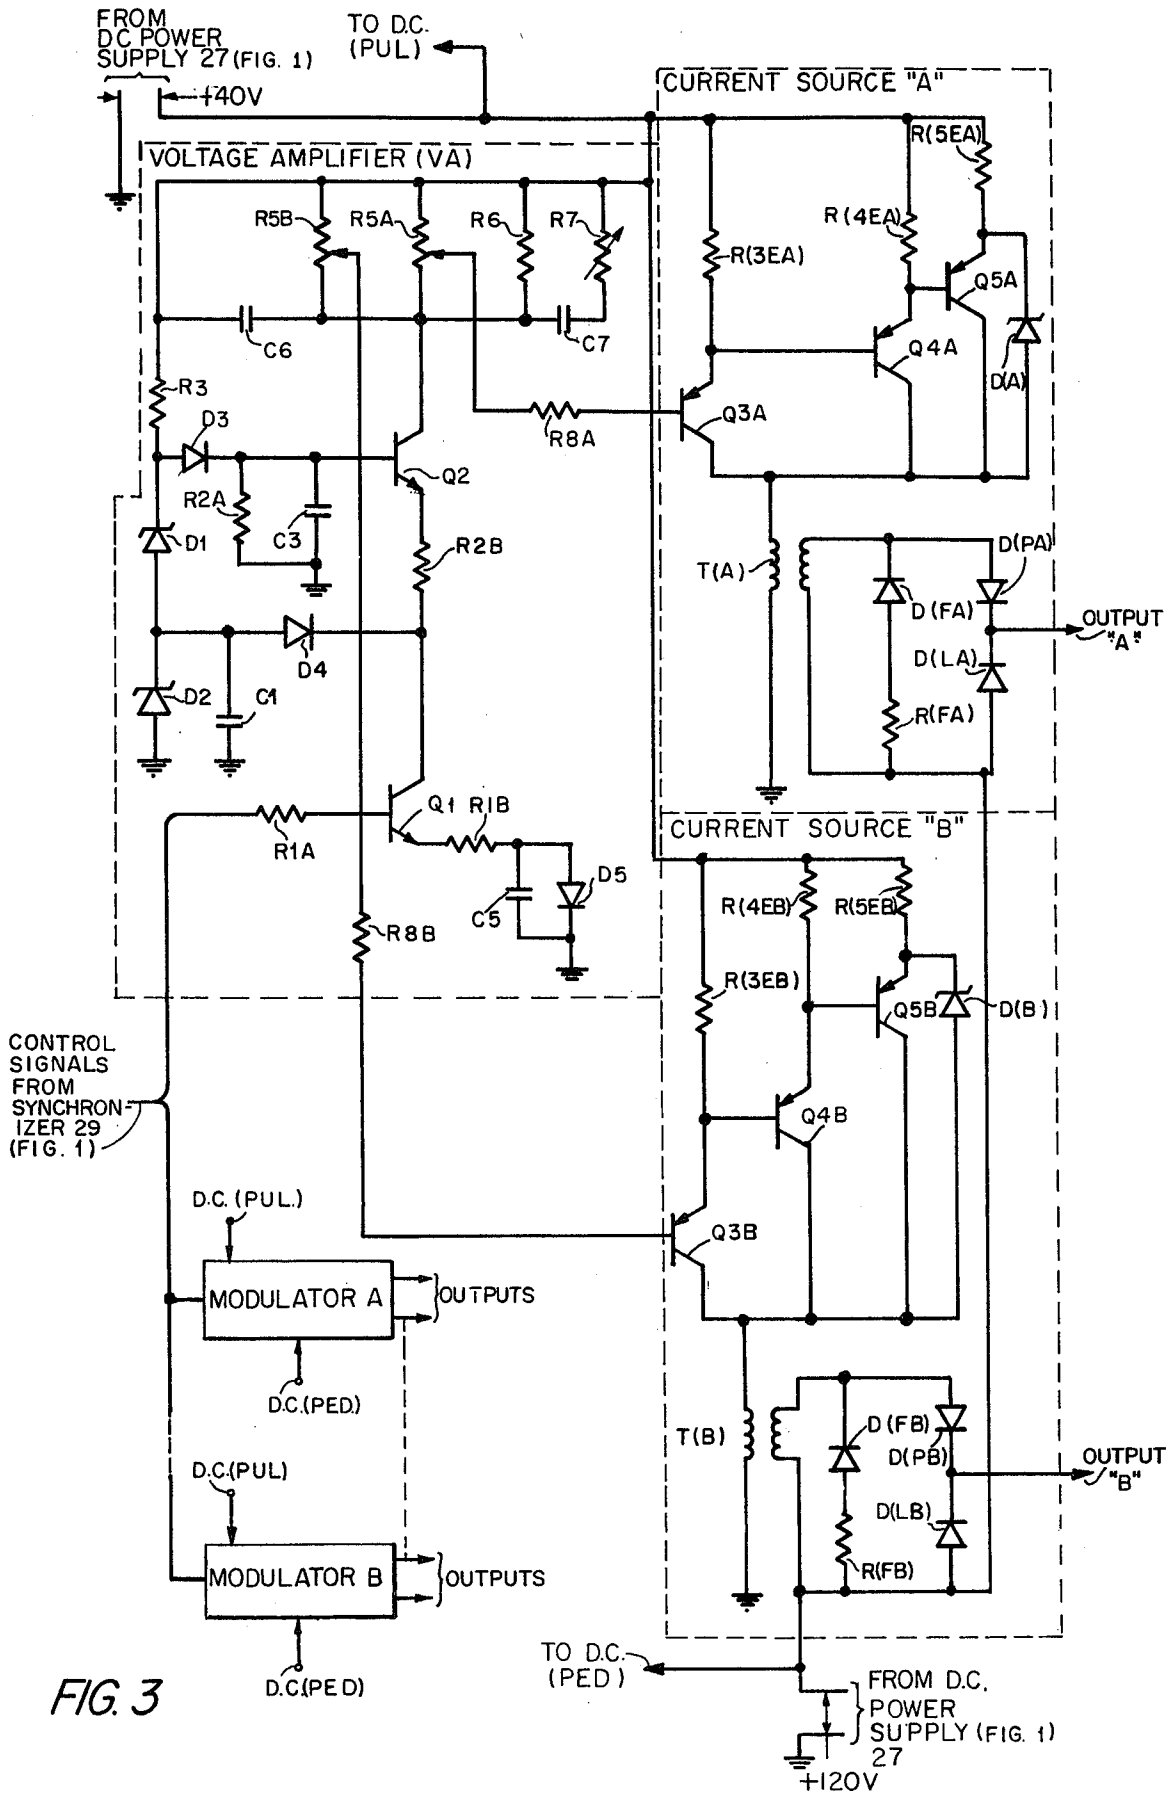 FROM
DC POWER
SUPPLY 27 (FIG. 1)
+40V
TO D.C.
(PUL)
CURRENT SOURCE "A"
R(5EA)
R(4EA)
R(3EA)
Q5A
Q4A
D(A)
Q3A
VOLTAGE AMPLIFIER (VA)
R5B
R5A
R6
R7
C6
C7
R3
D3
R8A
Q2
R2A
C3
D1
R2B
T(A)
D(PA)
D(FA)
OUTPUT
"A"
D(LA)
D4
D2
C1
R(FA)
Q1
R1B
R1A
CURRENT SOURCE "B"
D5
C5
R(4EB)
R(5EB)
R8B
R(3EB)
Q5B
D(B)
CONTROL
SIGNALS
FROM
SYNCHRON-
IZER 29
(FIG. 1)
Q4B
D.C. (PUL.)
Q3B
MODULATOR A
OUTPUTS
D.C.(PED.)
T(B)
D(FB)
D(PB)
OUTPUT
"B"
D.C.(PUL)
D(LB)
MODULATOR B
OUTPUTS
R(FB)
D.C.(PED)
TO D.C.
(PED)
FROM D.C.
POWER
SUPPLY (FIG. 1)
27
+120V
FIG. 3